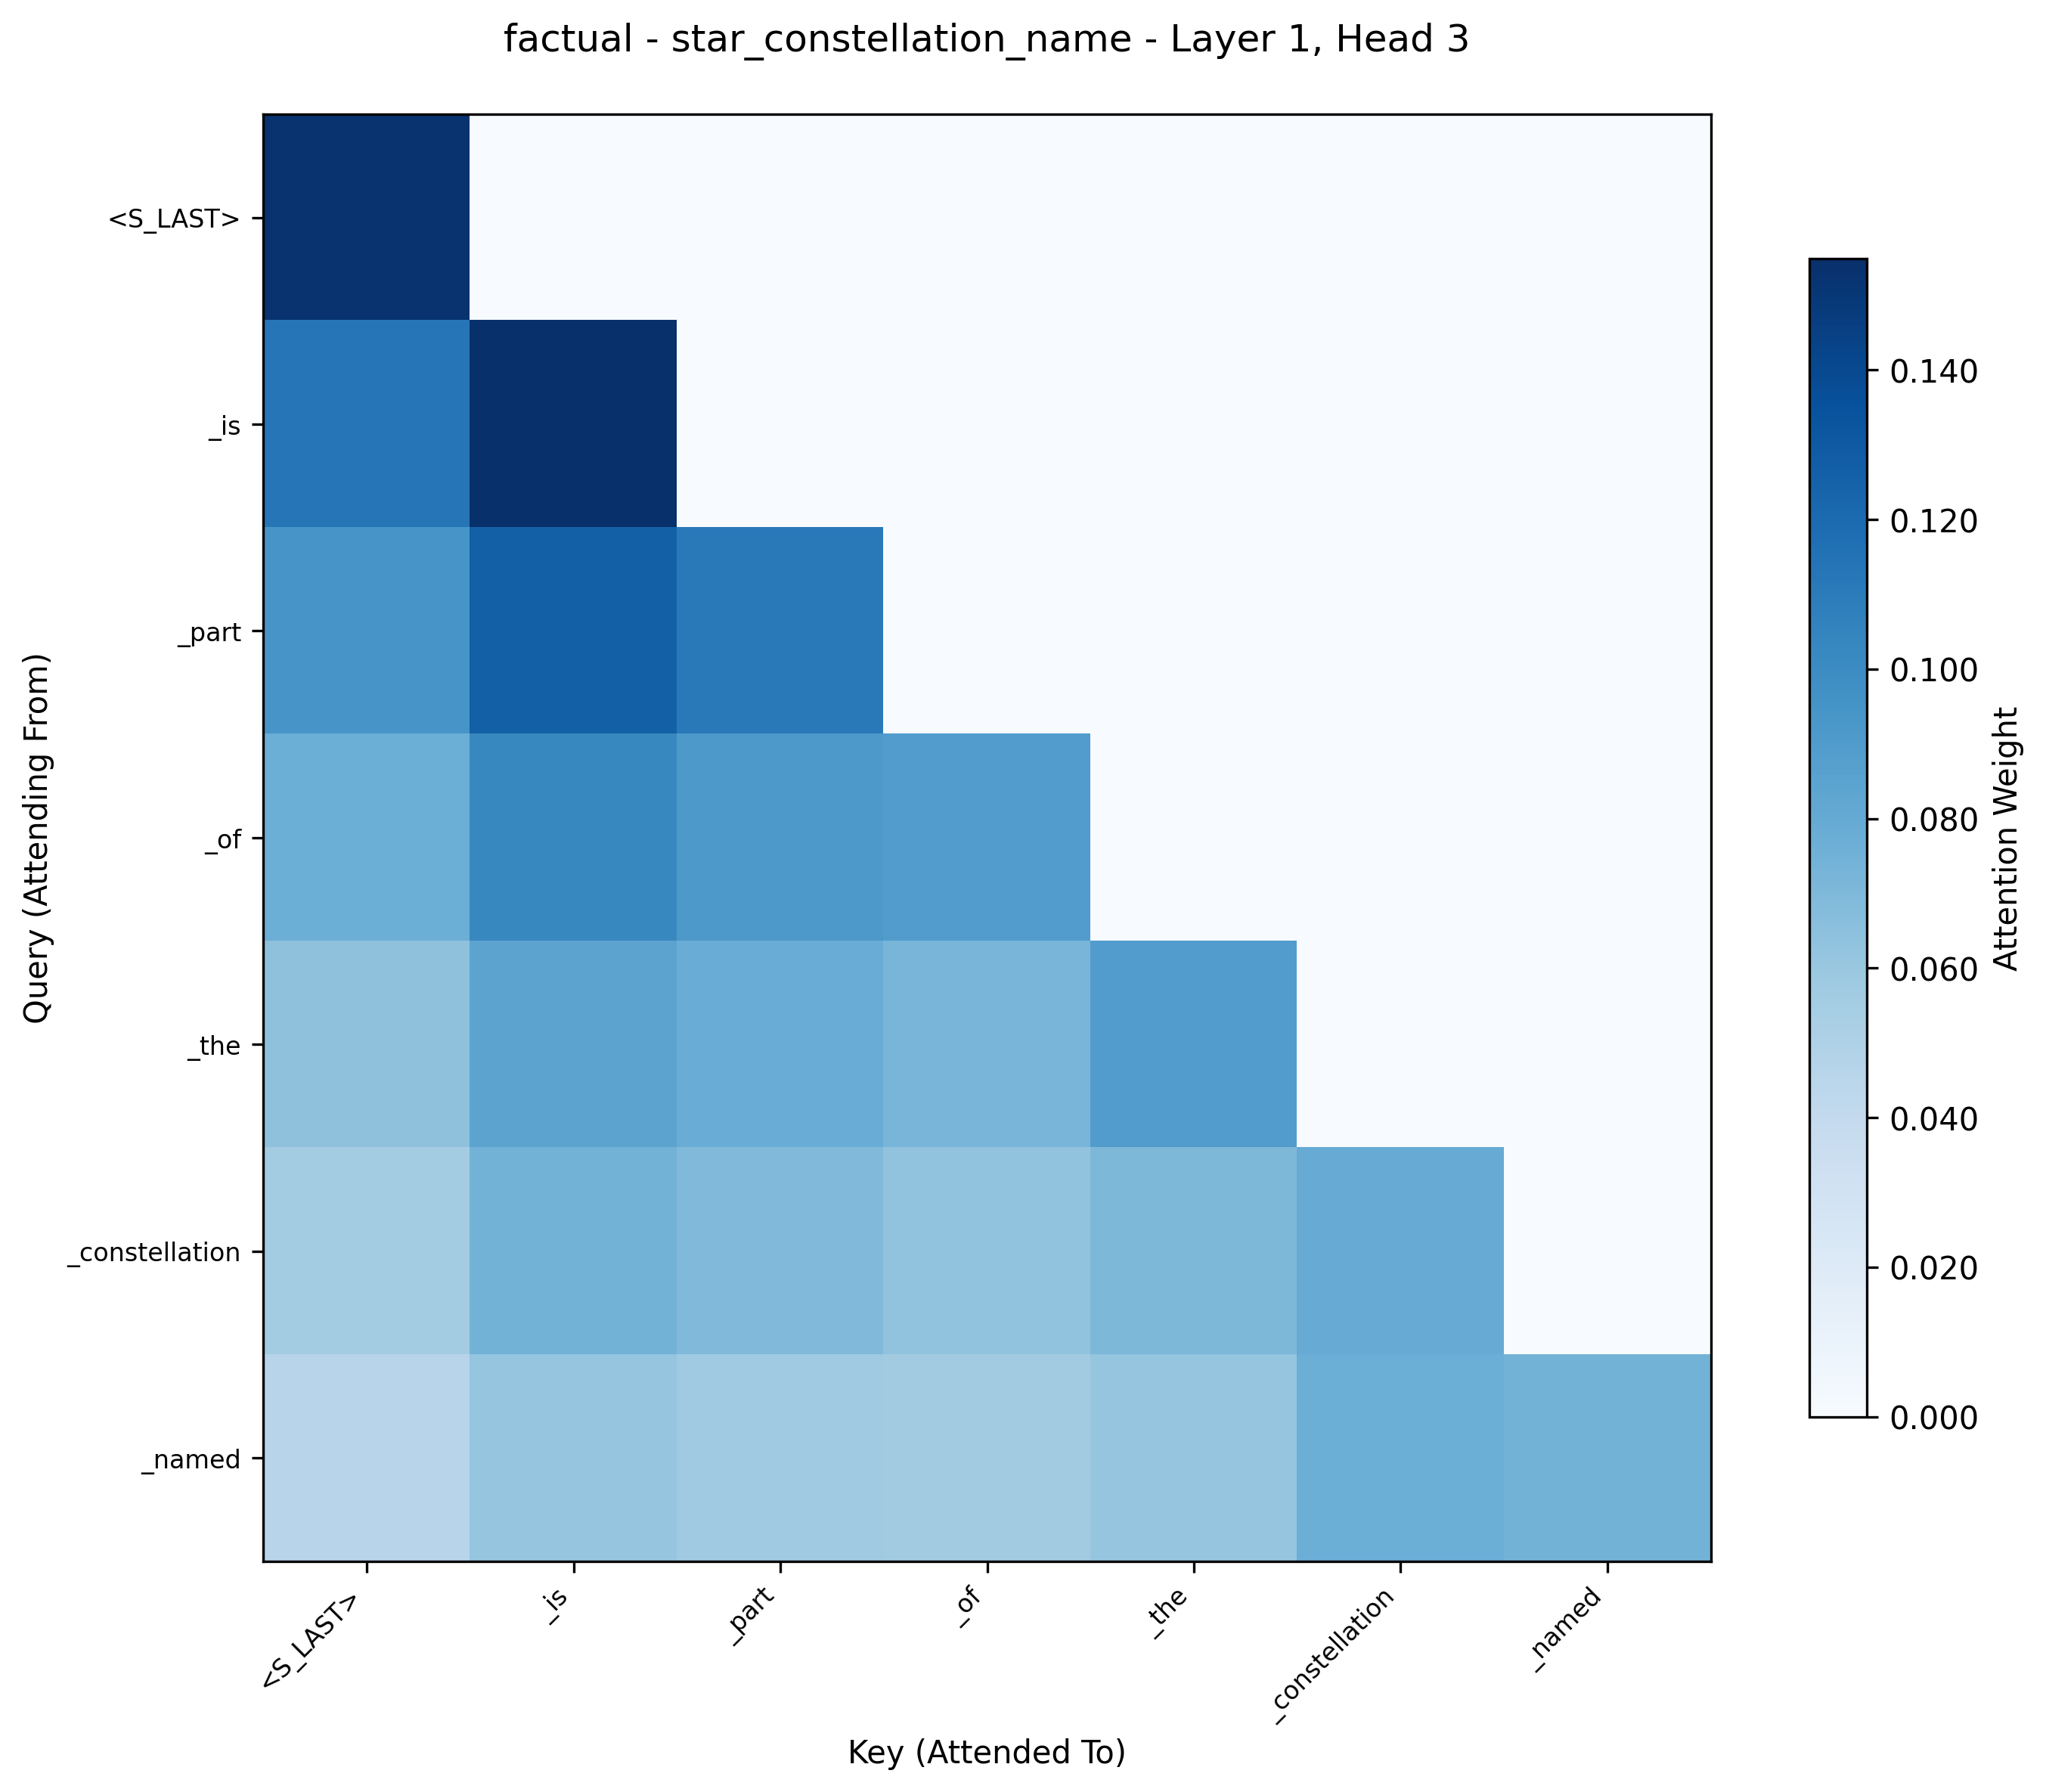 factual - star_constellation_name - Layer 1, Head 3
<S_LAST>
_is
_part
_of
_the
_constellation
_named
Query (Attending From)
<S_LAST>
_is
_part
_of
_the
_constellation
_named
Key (Attended To)
0.140
0.120
0.100
0.080
0.060
0.040
0.020
0.000
Attention Weight